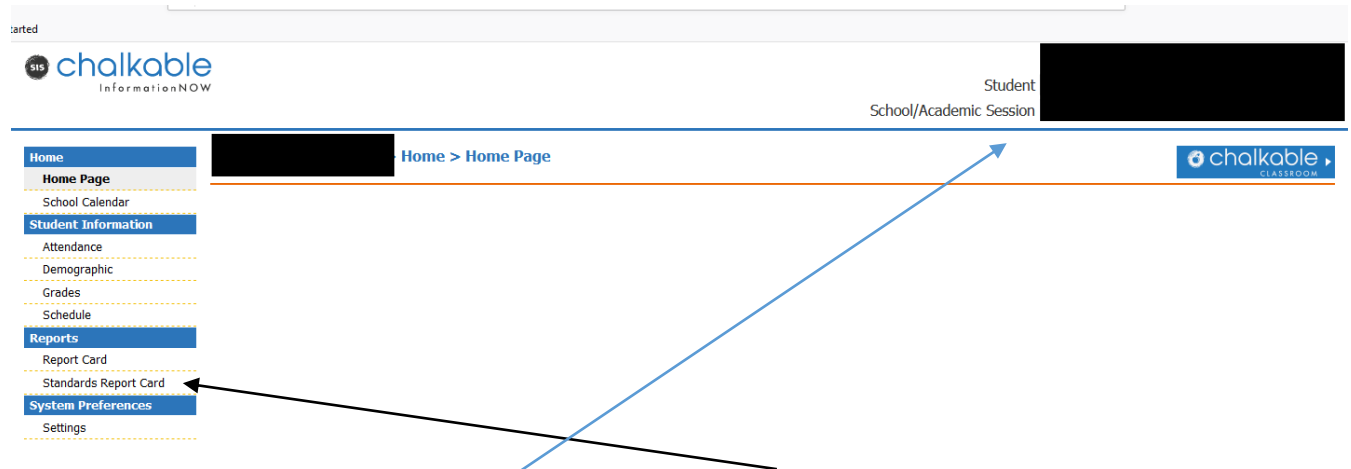 tarted
SIS chalkable
InformationNOW
Student
School/Academic Session
Home > Home Page
chalkable
CLASSROOM
Home
Home Page
School Calendar
Student Information
Attendance
Demographic
Grades
Schedule
Reports
Report Card
Standards Report Card
System Preferences
Settings